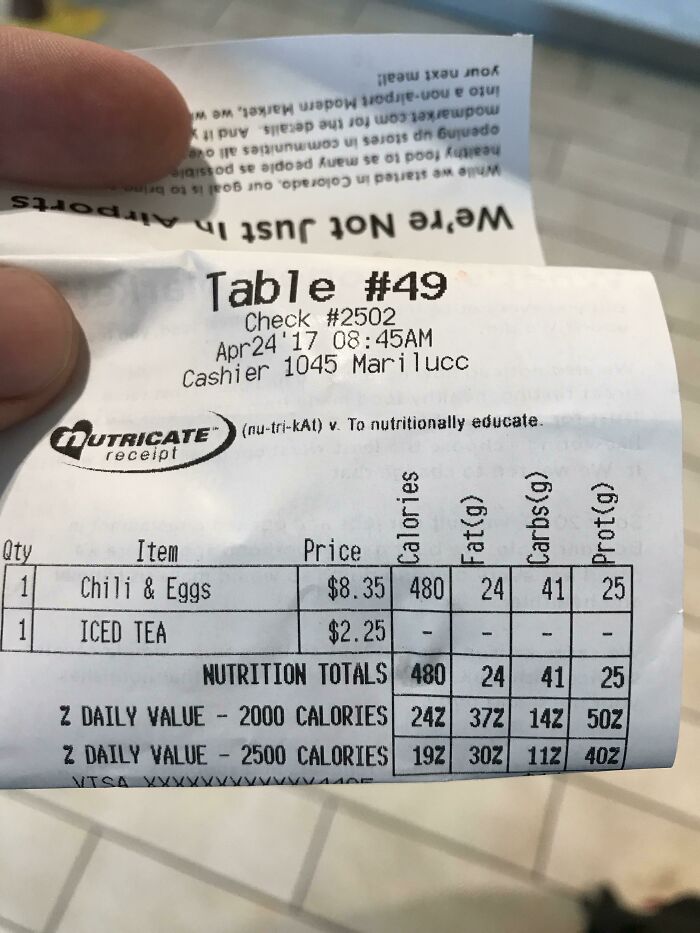 We're Not Just In Airports
While we started in Colorado, our goal is to bring
healthy food to as many people as possible
opening up stores in communities all
modmarket.com for the details. And if
into a non-airport Modern Market, we
your next meal!
Table #49
Check #2502
Apr24'17 08:45AM
Cashier 1045 Marilucc
NUTRICATE™ (nu-tri-kAt) v. To nutritionally educate.
receipt
Qty Item Price Calories Fat(g) Carbs(g) Prot(g)
1 Chili & Eggs $8.35 480 24 41 25
1 ICED TEA $2.25 - - - -
NUTRITION TOTALS 480 24 41 25
% DAILY VALUE - 2000 CALORIES 24% 37% 14% 50%
% DAILY VALUE - 2500 CALORIES 19% 30% 11% 40%
VISA XXXXXXXXXXXX